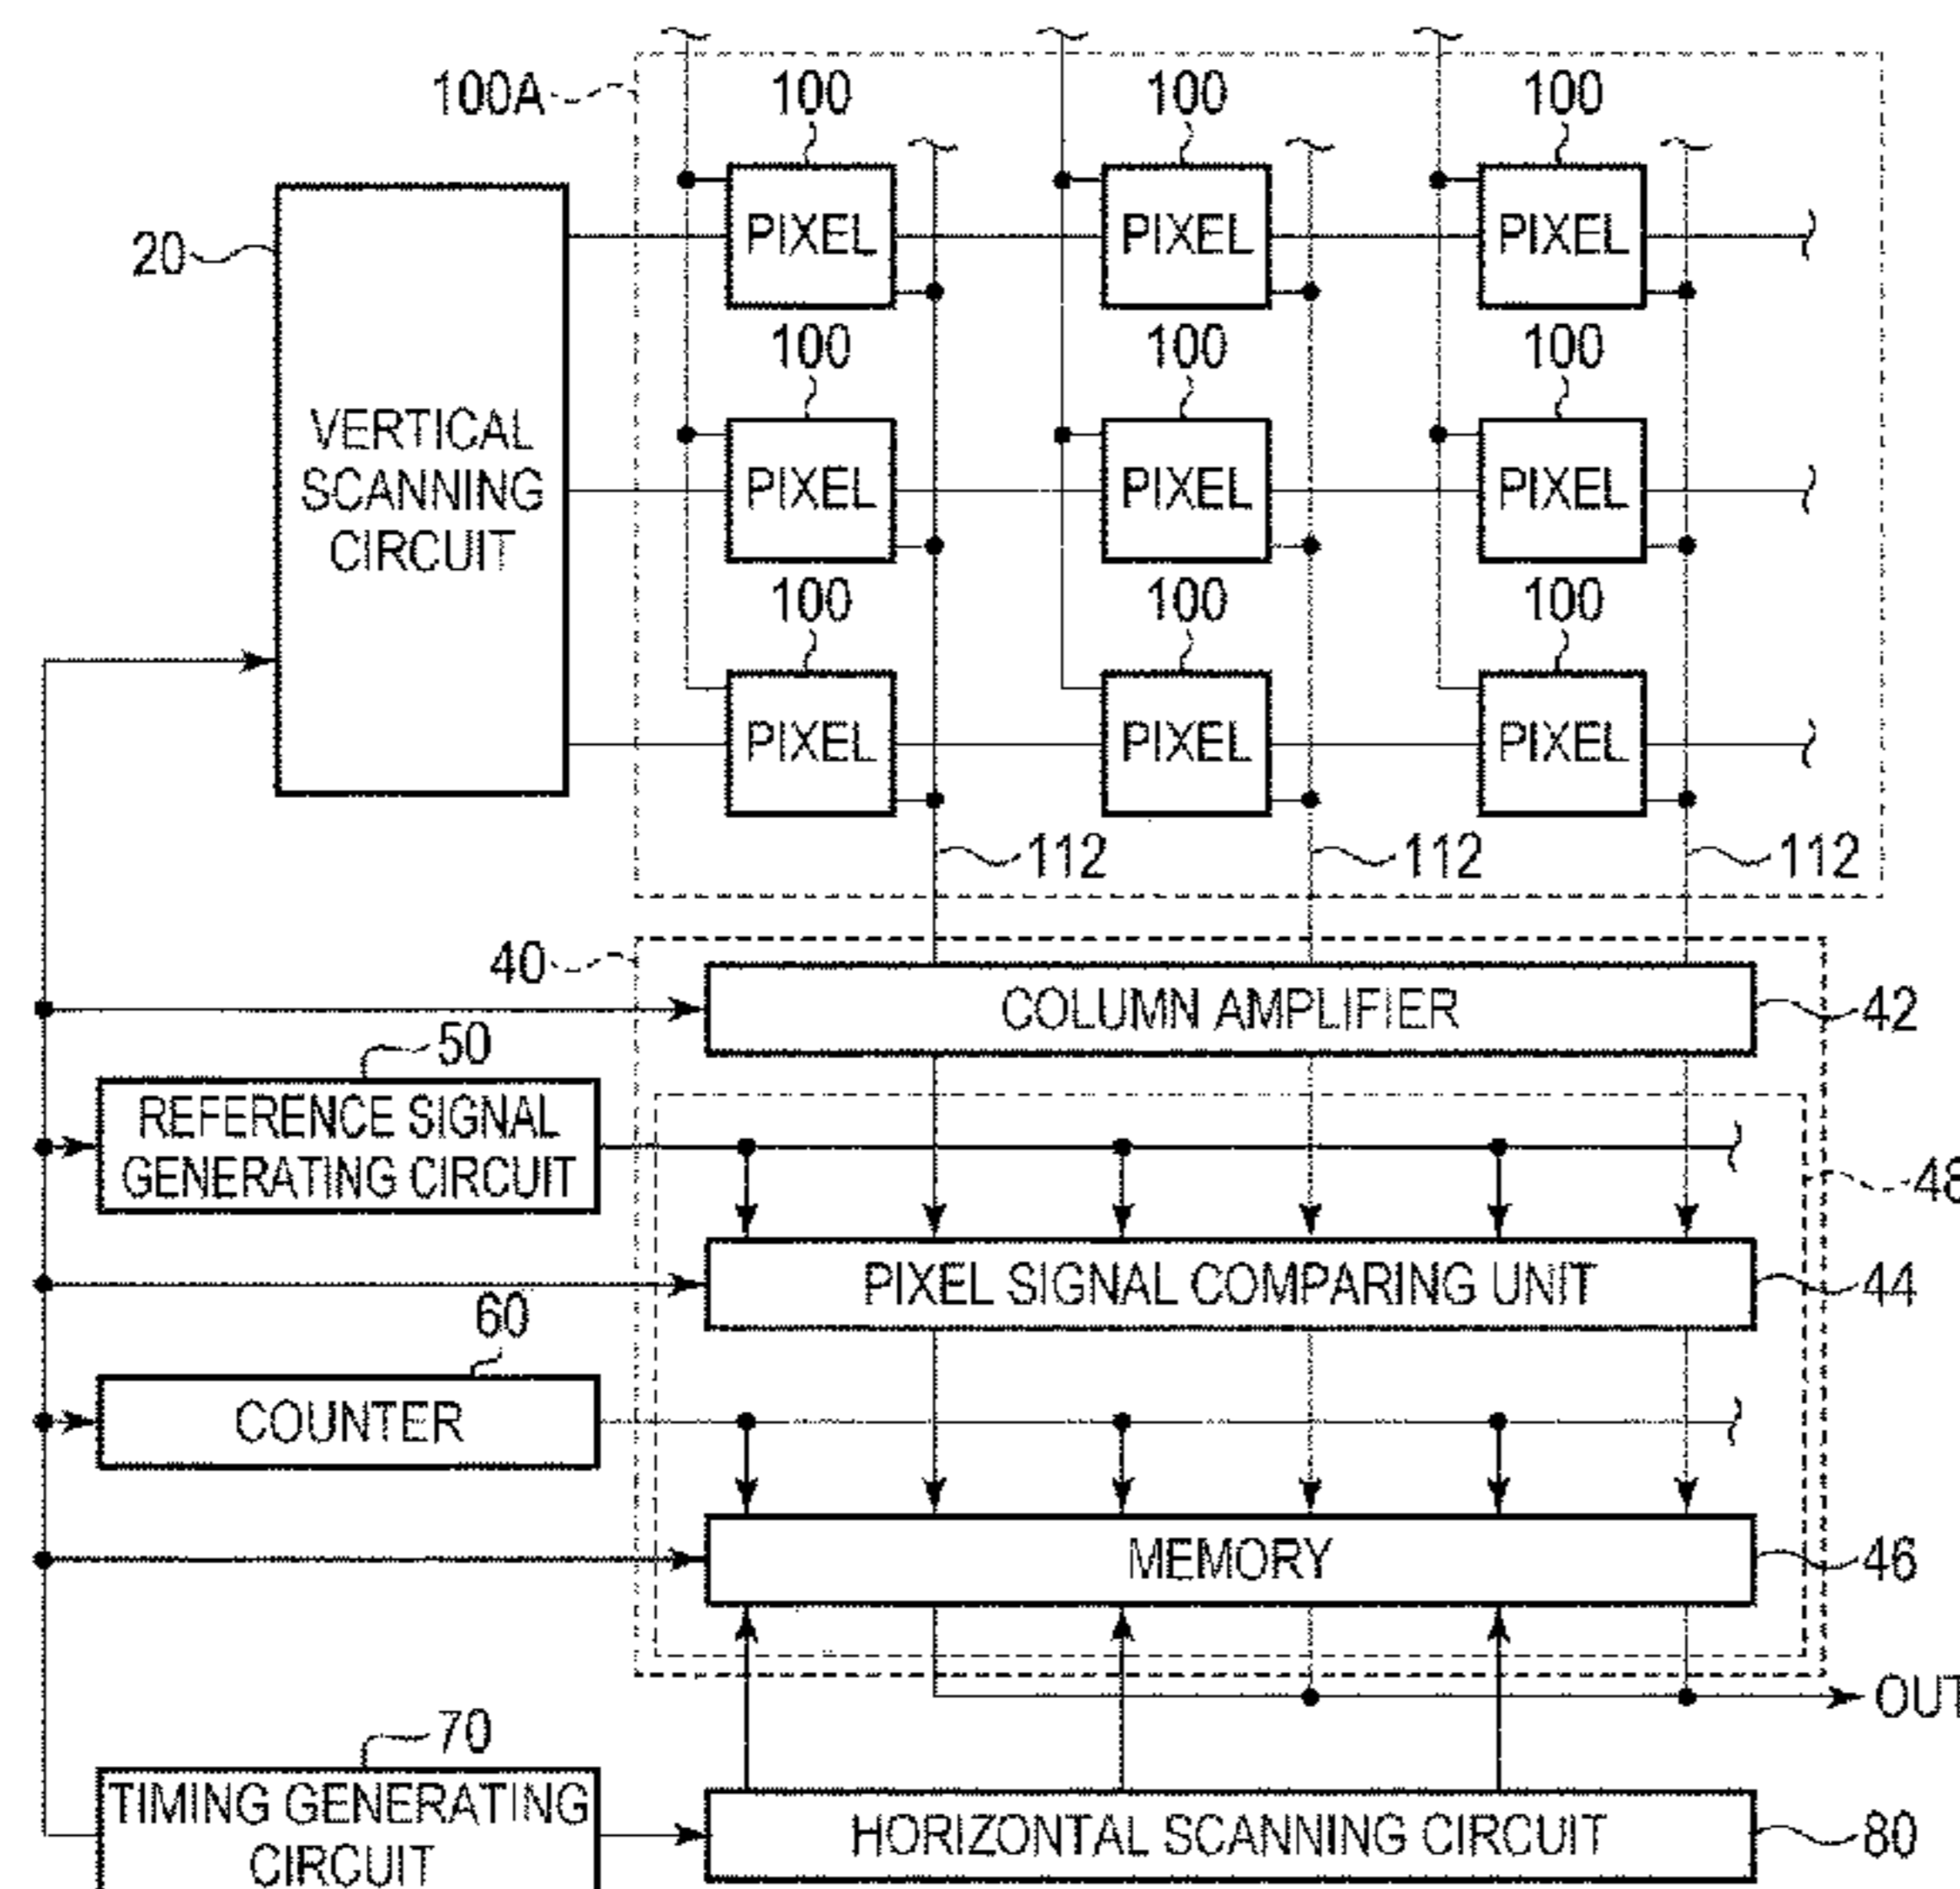 100A
100 100 100
PIXEL PIXEL PIXEL
20
100 100 100
VERTICAL
SCANNING
CIRCUIT
PIXEL PIXEL PIXEL
100 100 100
PIXEL PIXEL PIXEL
112 112 112
40
COLUMN AMPLIFIER
42
50
REFERENCE SIGNAL
GENERATING CIRCUIT
48
PIXEL SIGNAL COMPARING UNIT
44
60
COUNTER
MEMORY
46
OUT
70
TIMING GENERATING
CIRCUIT
HORIZONTAL SCANNING CIRCUIT
80